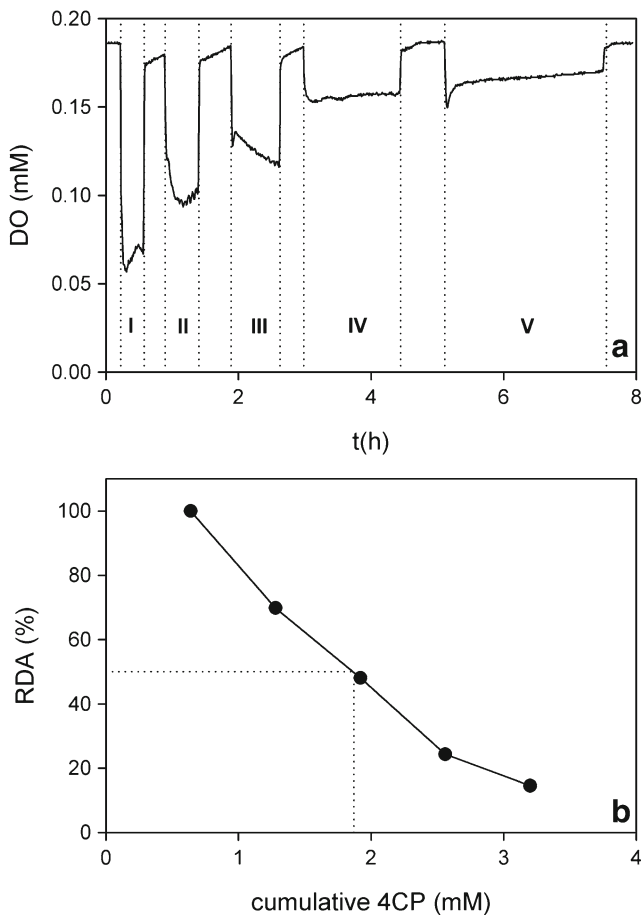 0.20
0.15
0.10
0.05
0.00
DO (mM)
I II III IV V
a
0 2 4 6 8
t(h)
100
80
60
40
20
0
RDA (%)
b
0 1 2 3 4
cumulative 4CP (mM)